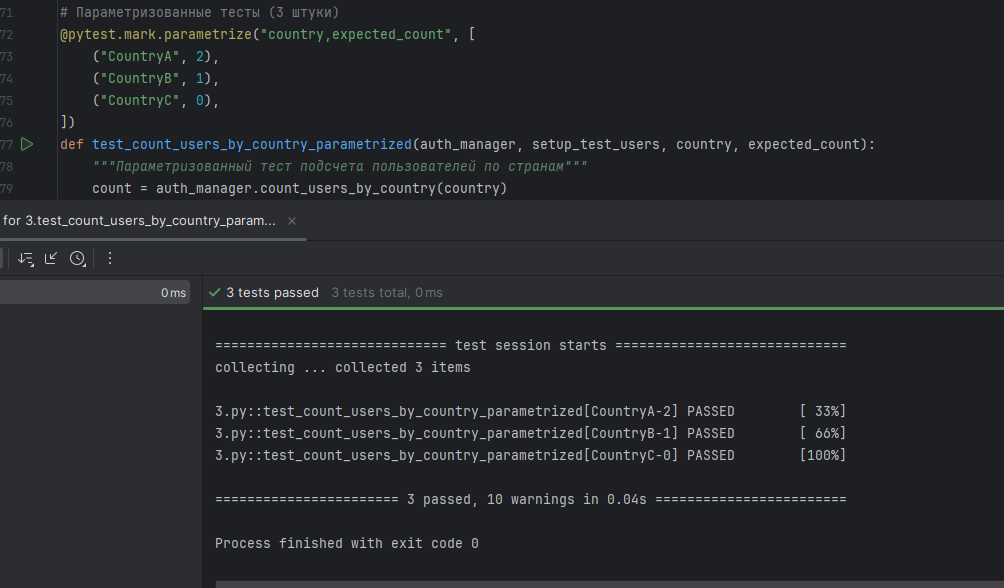 71 # Параметризованные тесты (3 штуки)
72 @pytest.mark.parametrize("country,expected_count", [
73 ("CountryA", 2),
74 ("CountryB", 1),
75 ("CountryC", 0),
76 ])
77 def test_count_users_by_country_parametrized(auth_manager, setup_test_users, country, expected_count):
78 """Параметризованный тест подсчета пользователей по странам"""
79 count = auth_manager.count_users_by_country(country)
for 3.test_count_users_by_country_param... ×
0 ms
3 tests passed 3 tests total, 0 ms
============================= test session starts =============================
collecting ... collected 3 items
3.py::test_count_users_by_country_parametrized[CountryA-2] PASSED [ 33%]
3.py::test_count_users_by_country_parametrized[CountryB-1] PASSED [ 66%]
3.py::test_count_users_by_country_parametrized[CountryC-0] PASSED [100%]
======================= 3 passed, 10 warnings in 0.04s ========================
Process finished with exit code 0